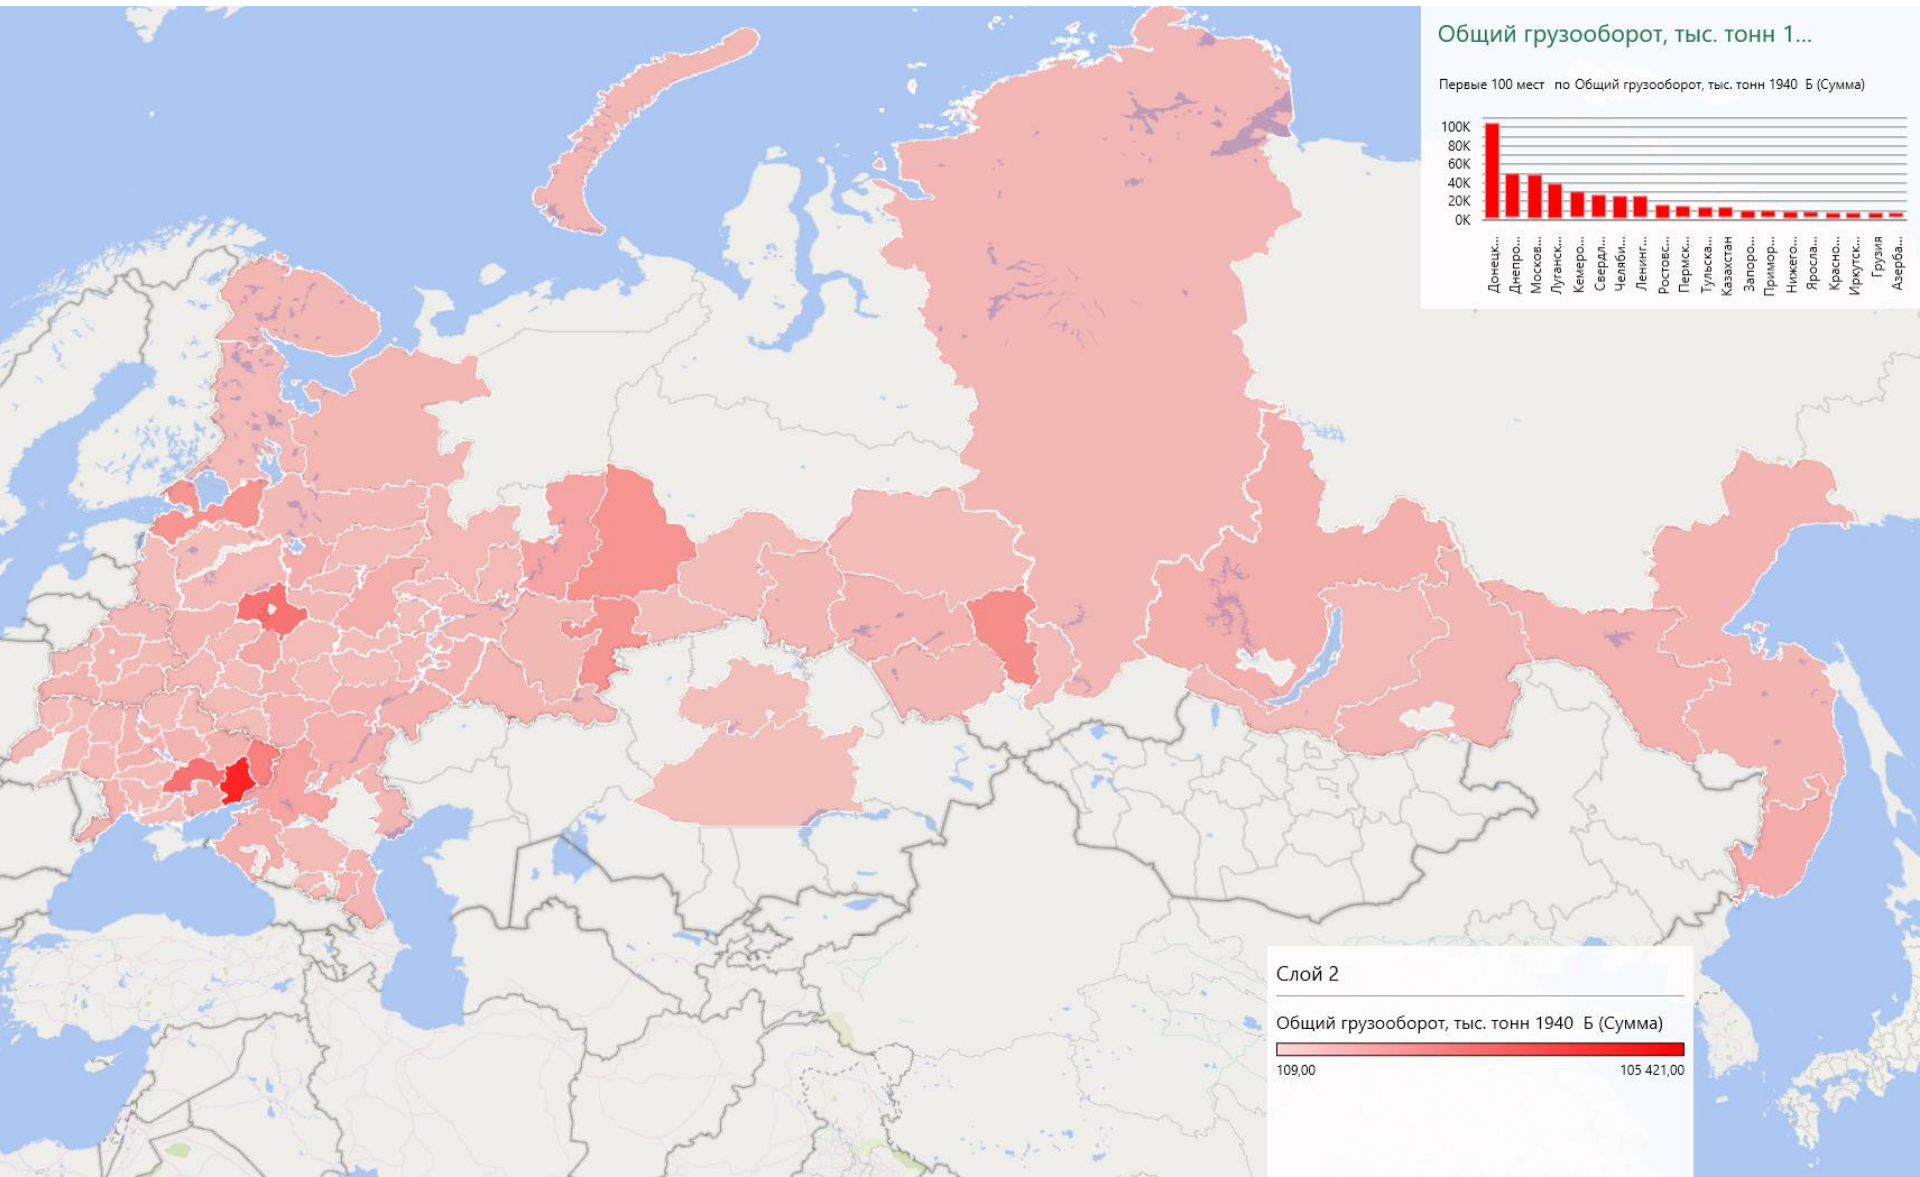 Общий грузооборот, тыс. тонн 1...
Первые 100 мест по Общий грузооборот, тыс. тонн 1940 Б (Сумма)
100K
80K
60K
40K
20K
0K
Донецк...
Днепро...
Москов...
Луганск...
Кемеро...
Свердл...
Челяби...
Ленинг...
Ростовс...
Пермск...
Тульска...
Казахстан
Запоро...
Примор...
Нижего...
Яросла...
Красно...
Иркутск...
Грузия
Азерба...
Слой 2
Общий грузооборот, тыс. тонн 1940 Б (Сумма)
109,00
105 421,00